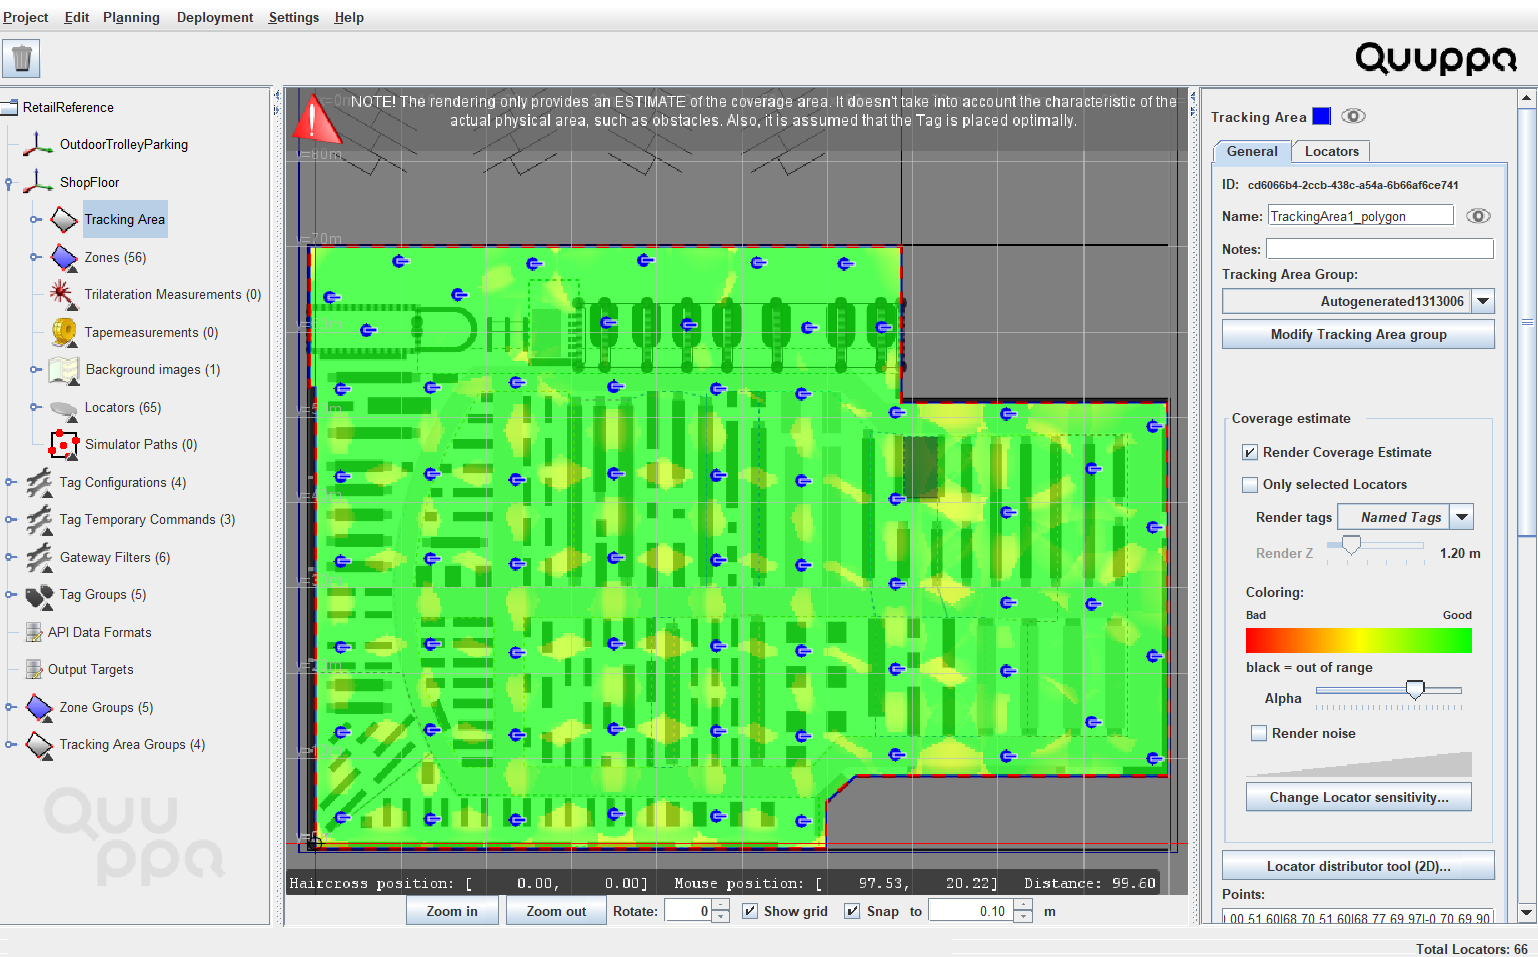 Project Edit Planning Deployment Settings Help
Quuppa
RetailReference
OutdoorTrolleyParking
ShopFloor
Tracking Area
Zones (56)
Trilateration Measurements (0)
Tapemeasurements (0)
Background images (1)
Locators (65)
Simulator Paths (0)
Tag Configurations (4)
Tag Temporary Commands (3)
Gateway Filters (6)
Tag Groups (5)
API Data Formats
Output Targets
Zone Groups (5)
Tracking Area Groups (4)
Quu
ppa
NOTE! The rendering only provides an ESTIMATE of the coverage area. It doesn't take into account the characteristic of the
actual physical area, such as obstacles. Also, it is assumed that the Tag is placed optimally.
Haircross position: [ 0.00, 0.00] Mouse position: [ 97.53, 20.22] Distance: 99.60
Zoom in Zoom out Rotate: 0 Show grid Snap to 0.10 m
Tracking Area
General Locators
ID: cd6066b4-2ccb-438c-a54a-6b66af6ce741
Name: TrackingArea1_polygon
Notes:
Tracking Area Group:
Autogenerated1313006
Modify Tracking Area group
Coverage estimate
Render Coverage Estimate
Only selected Locators
Render tags Named Tags
Render Z 1.20 m
Coloring:
Bad Good
black = out of range
Alpha
Render noise
Change Locator sensitivity...
Locator distributor tool (2D)...
Points:
Total Locators: 66